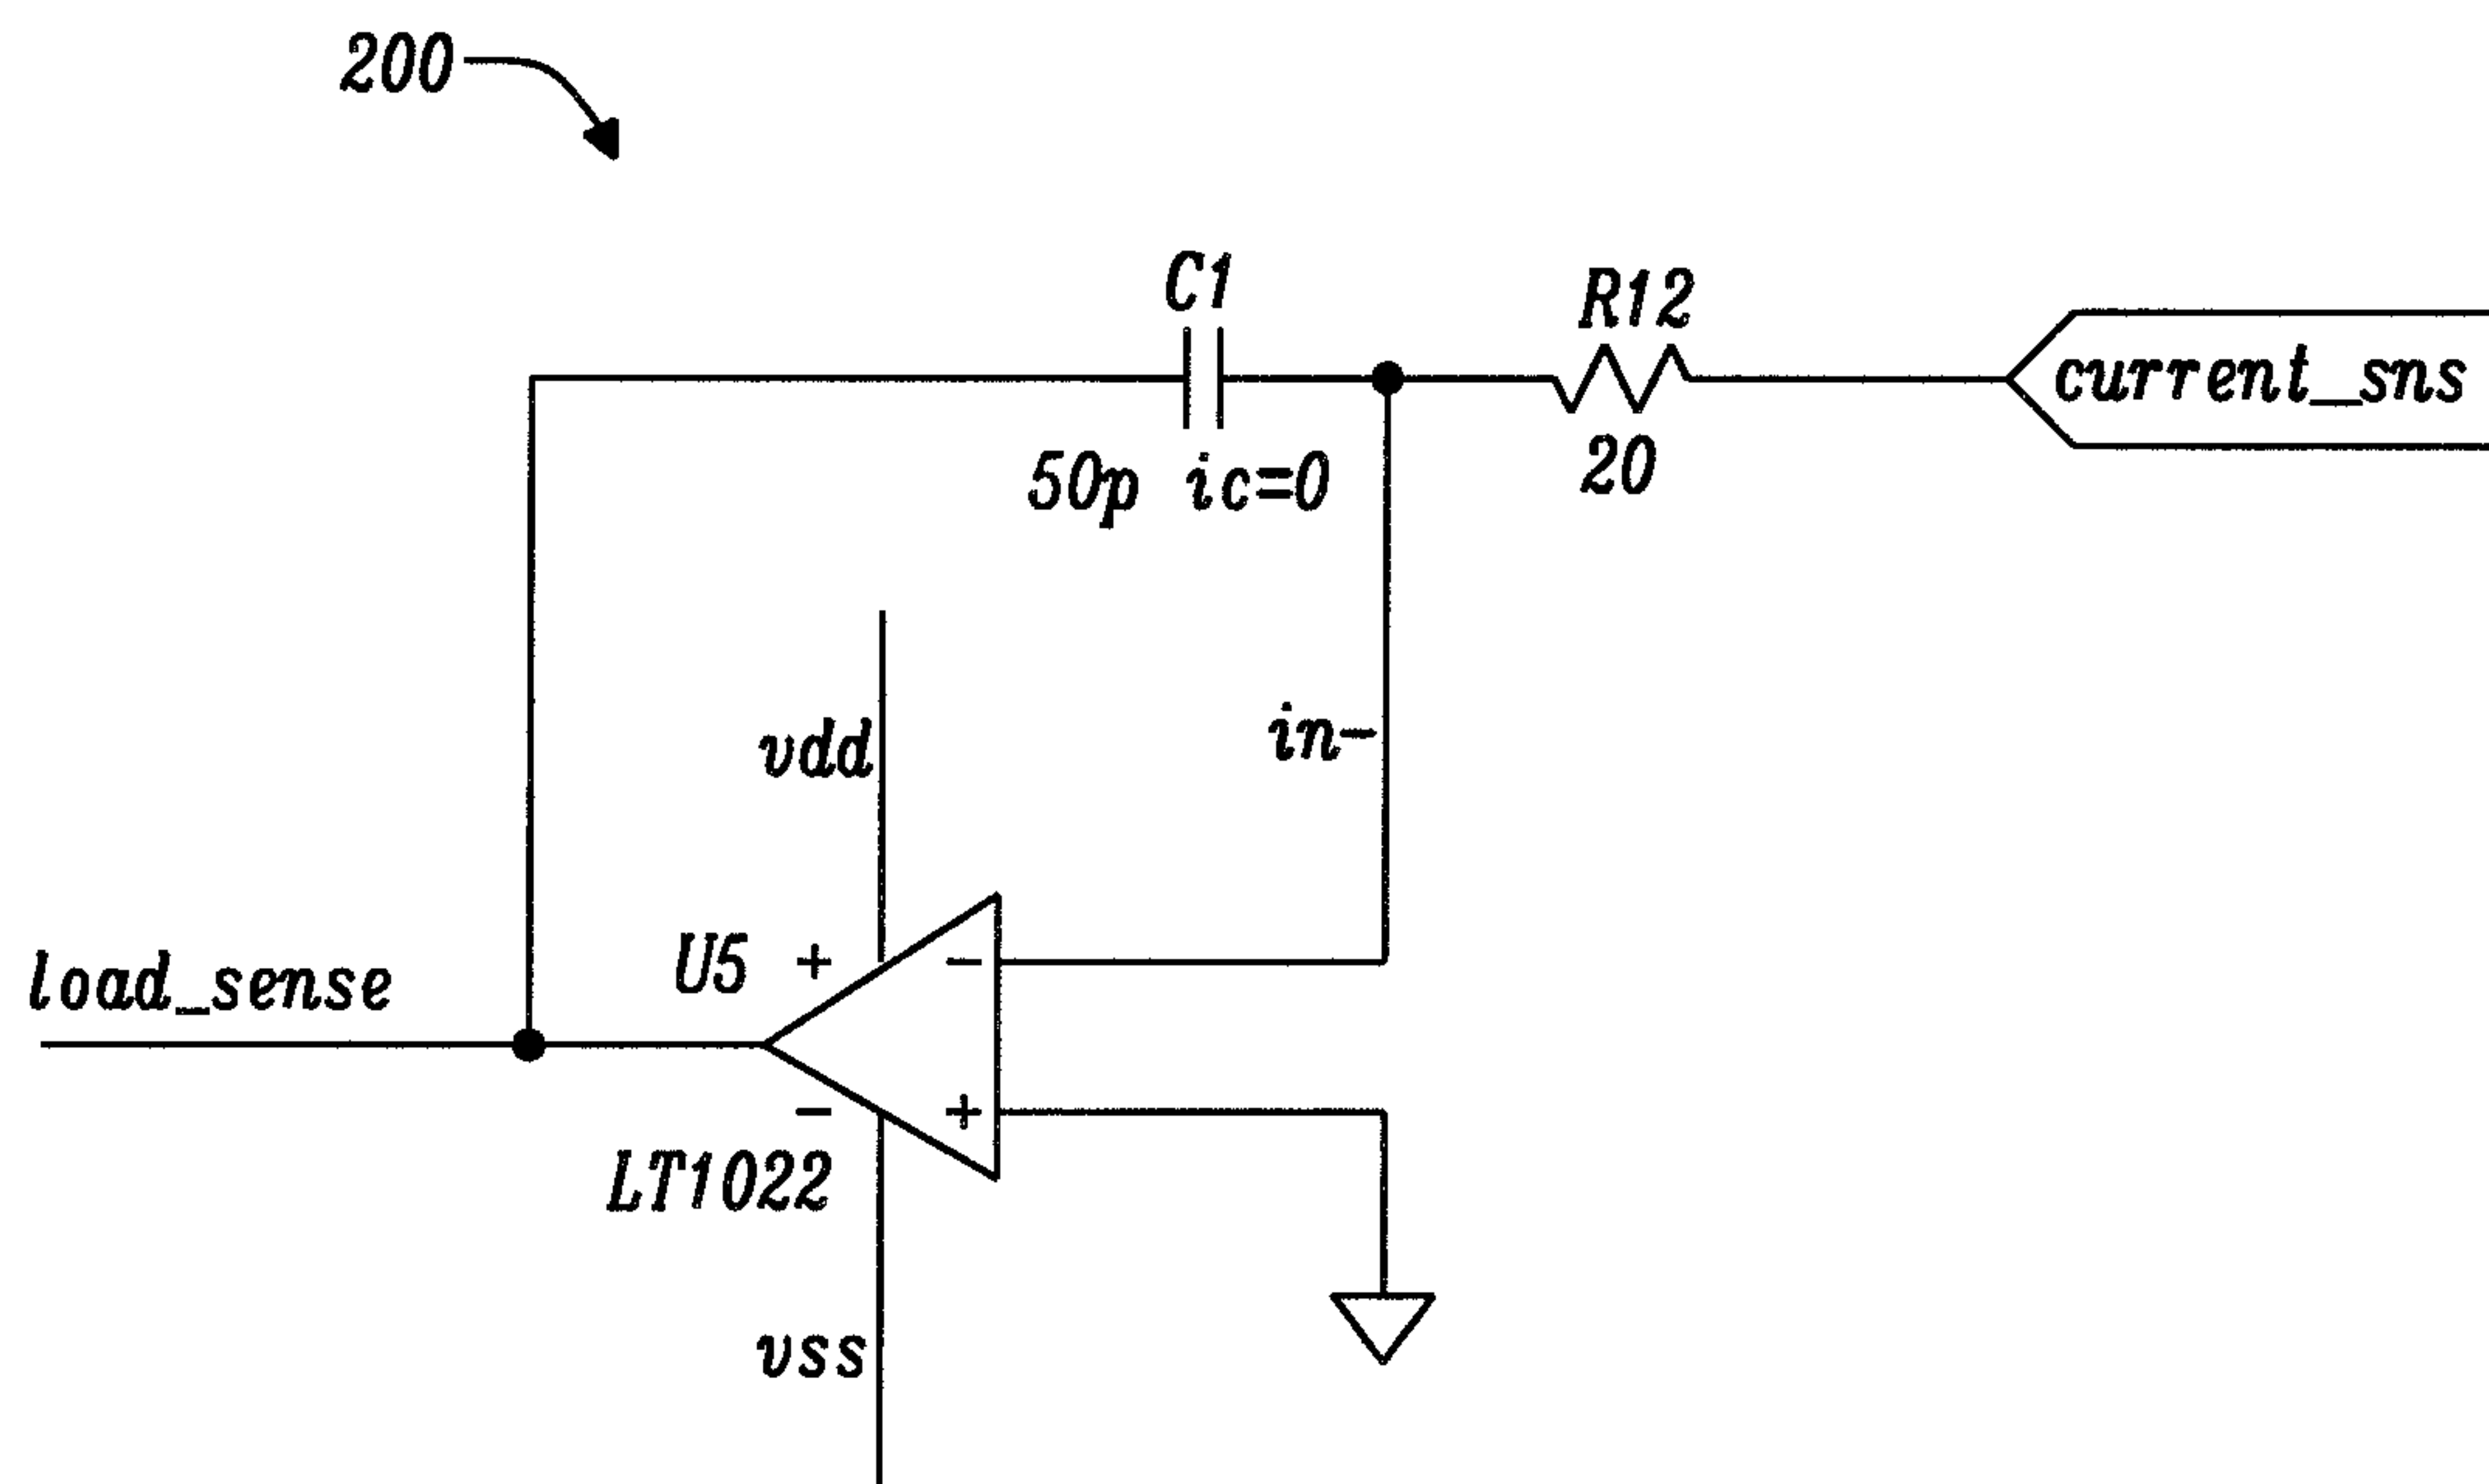 200
C1
R12
current_sns
50p ic=0
20
vdd
in-
U5
+
-
load_sense
-
+
LT1022
vss